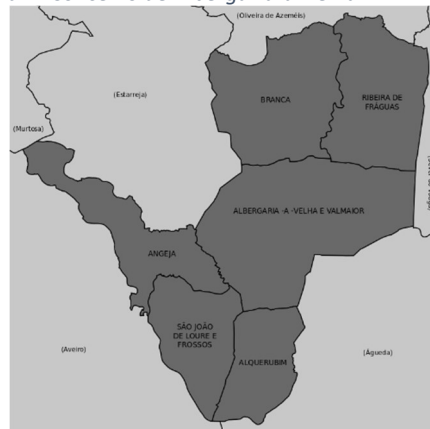 (Oliveira de Azeméis)
(Estarreja)
BRANCA
RIBEIRA DE
FRÁGUAS
(Murtosa)
ALBERGARIA -A -VELHA E VALMAIOR
ANGEJA
SÃO JOÃO
DE LOURE E
FROSSOS
(Aveiro)
ALQUERUBIM
(Águeda)